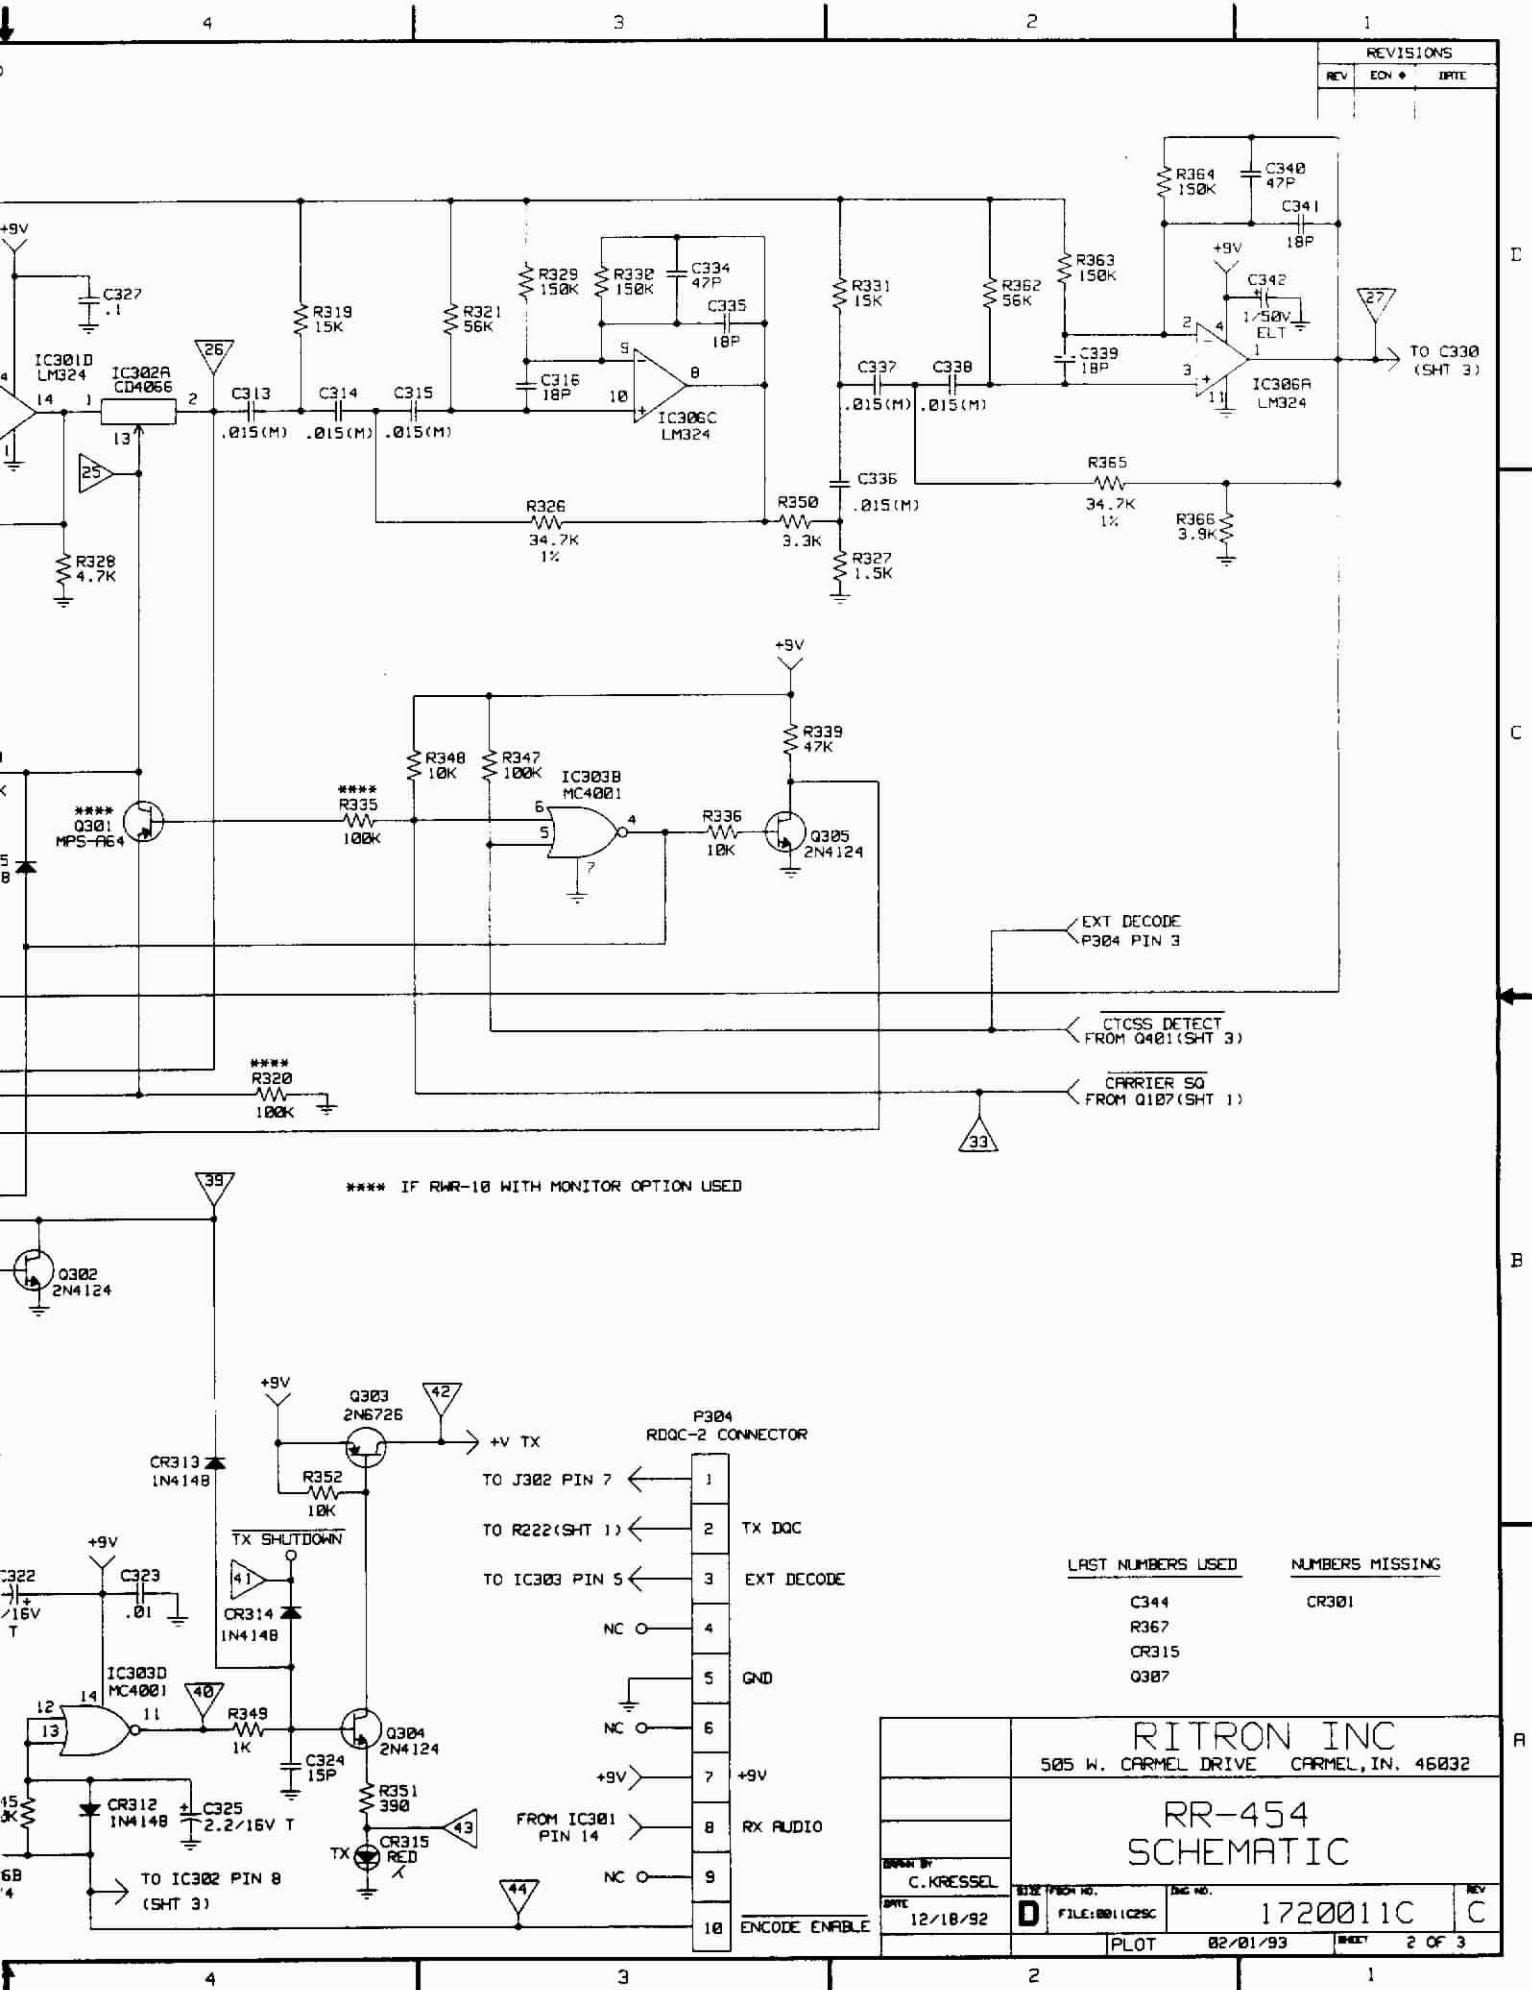 4 3 2 1
REVISIONS
REV ECN # DATE
R364
150K
C340
47P
C341
18P
+9V
+9V
D
C327
.1
R319
15K
R321
56K
R329
150K
R330
150K
C334
47P
C335
18P
R331
15K
R362
56K
R363
150K
C342
1/50V
ELT
27
IC301D
LM324
IC302A
CD4066
26
4
14
1
2
13
C313
.015(M)
C314
.015(M)
C315
.015(M)
C316
18P
9
10
8
IC306C
LM324
C337
.015(M)
C338
.015(M)
C339
18P
2
3
4
1
11
IC306A
LM324
TO C330
(SHT 3)
25
R328
4.7K
R326
34.7K
1%
R350
3.3K
C336
.015(M)
R327
1.5K
R365
34.7K
1%
R366
3.9K
+9V
C
R339
47K
R348
10K
R347
100K
IC303B
MC4001
****
Q301
MPS-A64
****
R335
100K
6
5
4
7
R336
10K
Q305
2N4124
EXT DECODE
P304 PIN 3
CTCSS DETECT
FROM Q401(SHT 3)
****
R320
100K
CARRIER SQ
FROM Q107(SHT 1)
33
39
**** IF RWR-10 WITH MONITOR OPTION USED
B
Q302
2N4124
+9V
Q303
2N6726
42
+V TX
CR313
1N4148
R352
10K
P304
RDQC-2 CONNECTOR
TO J302 PIN 7 1
TO R222(SHT 1) 2 TX DQC
TO IC303 PIN 5 3 EXT DECODE
NC 4
5 GND
NC 6
+9V 7 +9V
FROM IC301
PIN 14
8 RX AUDIO
NC 9
10 ENCODE ENABLE
TX SHUTDOWN
41
CR314
1N4148
+9V
C323
.01
C322
/16V
T
IC303D
MC4001
12
13
14
11
40
R349
1K
C324
15P
Q304
2N4124
R351
390
43
TX
CR315
RED
CR312
1N4148
C325
2.2/16V T
TO IC302 PIN 8
(SHT 3)
44
LAST NUMBERS USED NUMBERS MISSING
C344 CR301
R367
CR315
Q307
A
RITRON INC
505 W. CARMEL DRIVE CARMEL, IN. 46032
RR-454
SCHEMATIC
DRAWN BY
C.KRESSEL
DATE
12/18/92
SIZE
D
FSCM NO.
FILE:0011C2SC
DWG NO.
1720011C
REV
C
PLOT 02/01/93 SHEET 2 OF 3
4 3 2 1